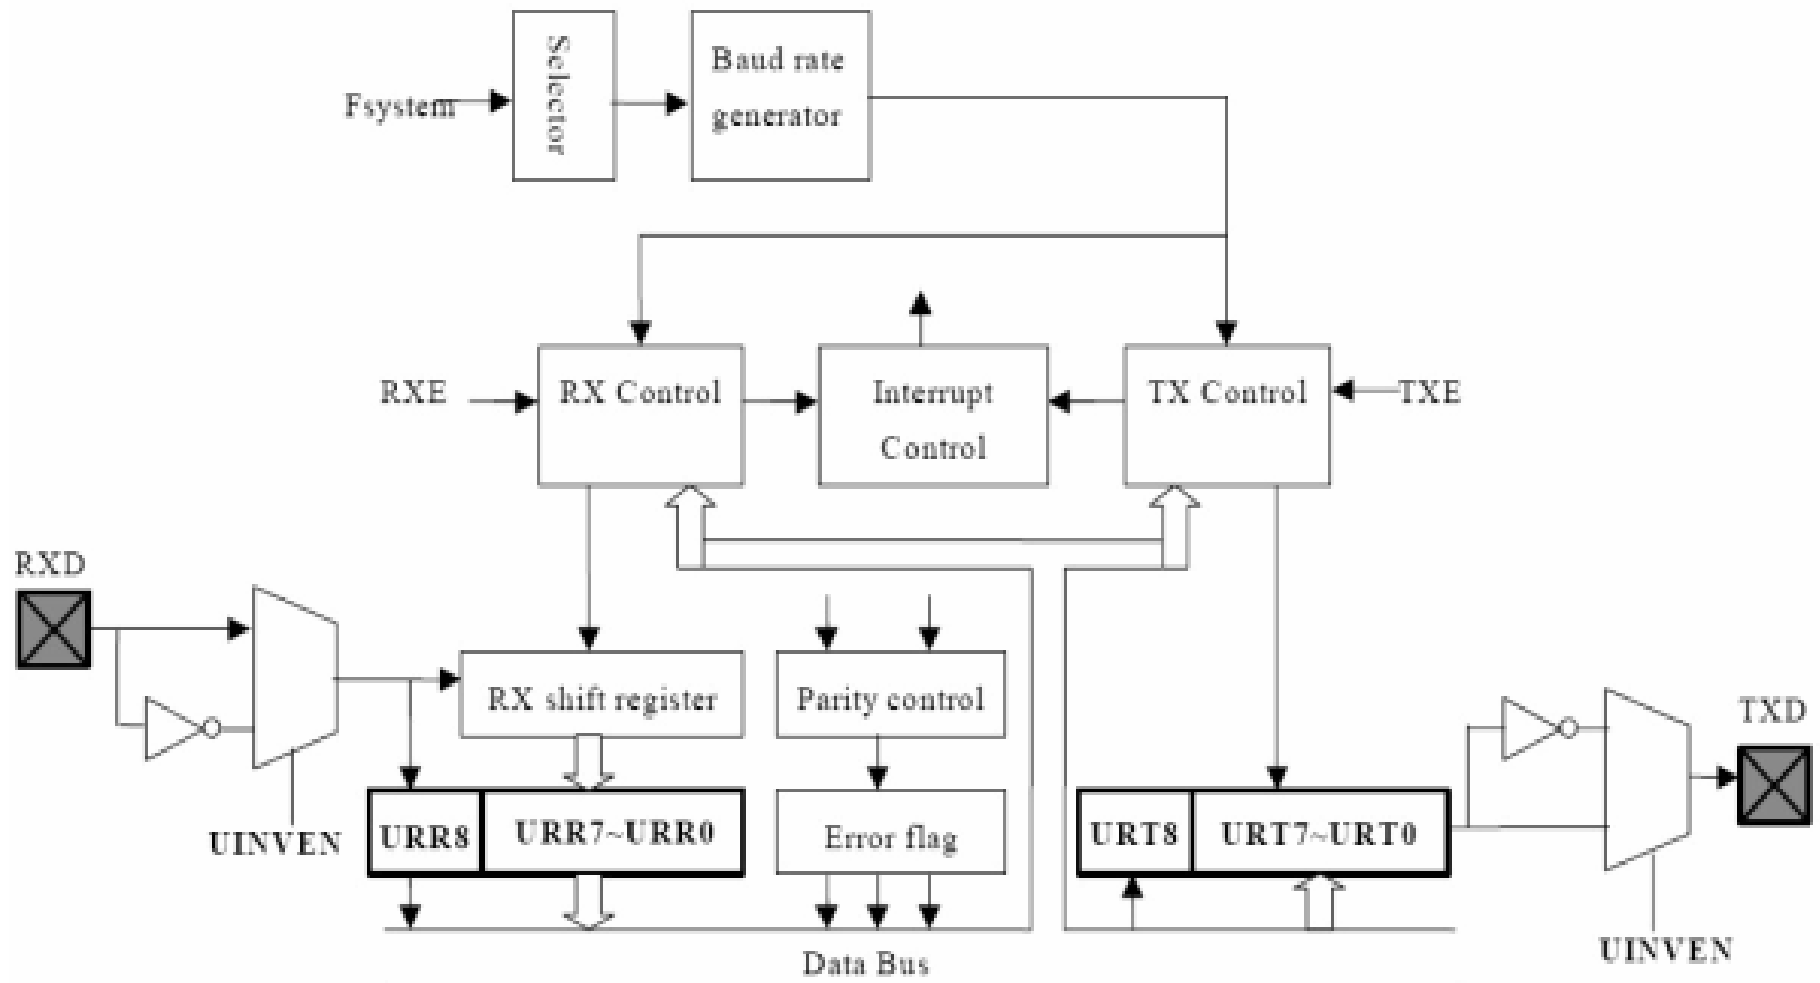 Selector
Baud rate
generator
Fsystem
RXE
RX Control
Interrupt
Control
TX Control
TXE
RXD
RX shift register
Parity control
TXD
UINVEN
URR8
URR7~URR0
Error flag
URT8
URT7~URT0
UINVEN
Data Bus